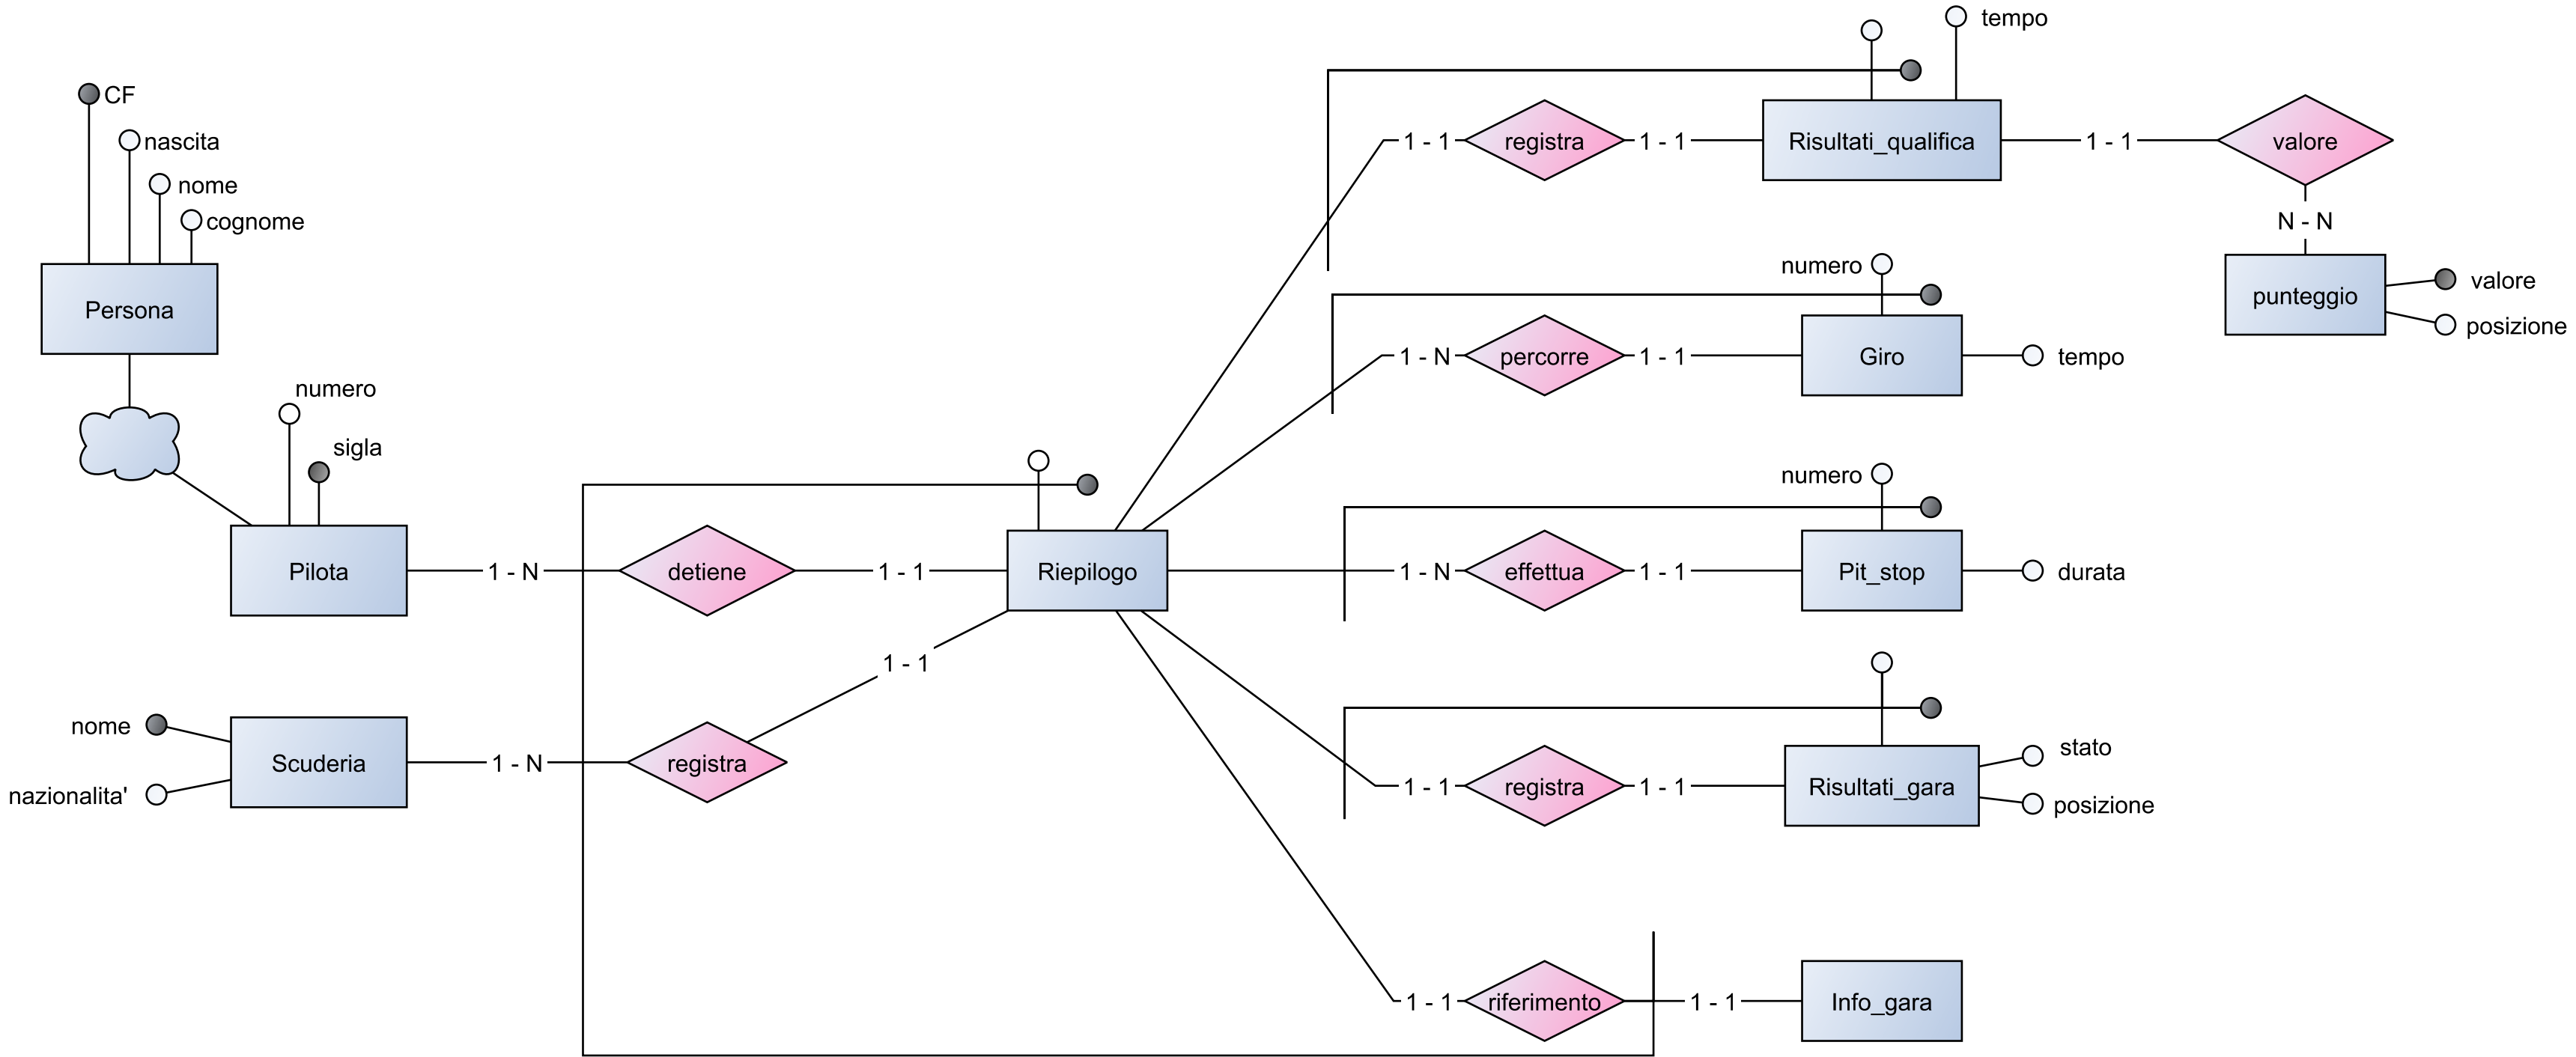 tempo
CF
nascita
registra
1 - 1
1 - 1
Risultati_qualifica
1 - 1
valore
nome
cognome
N - N
numero
valore
punteggio
posizione
Persona
1 - N
percorre
1 - 1
Giro
tempo
numero
sigla
numero
Pilota
1 - N
detiene
1 - 1
Riepilogo
1 - N
effettua
1 - 1
Pit_stop
durata
1 - 1
nome
nazionalita'
Scuderia
1 - N
registra
1 - 1
registra
1 - 1
Risultati_gara
stato
posizione
1 - 1
riferimento
1 - 1
Info_gara